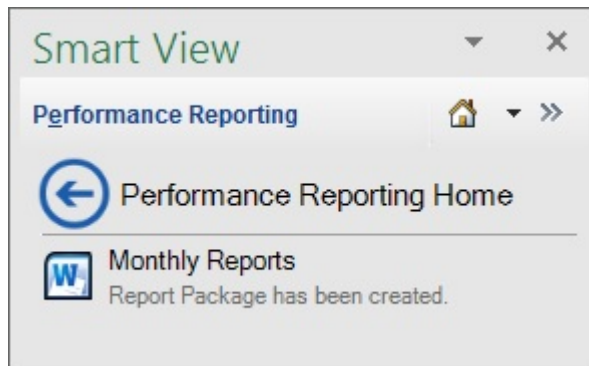 Smart View
Performance Reporting
Performance Reporting Home
W
Monthly Reports
Report Package has been created.